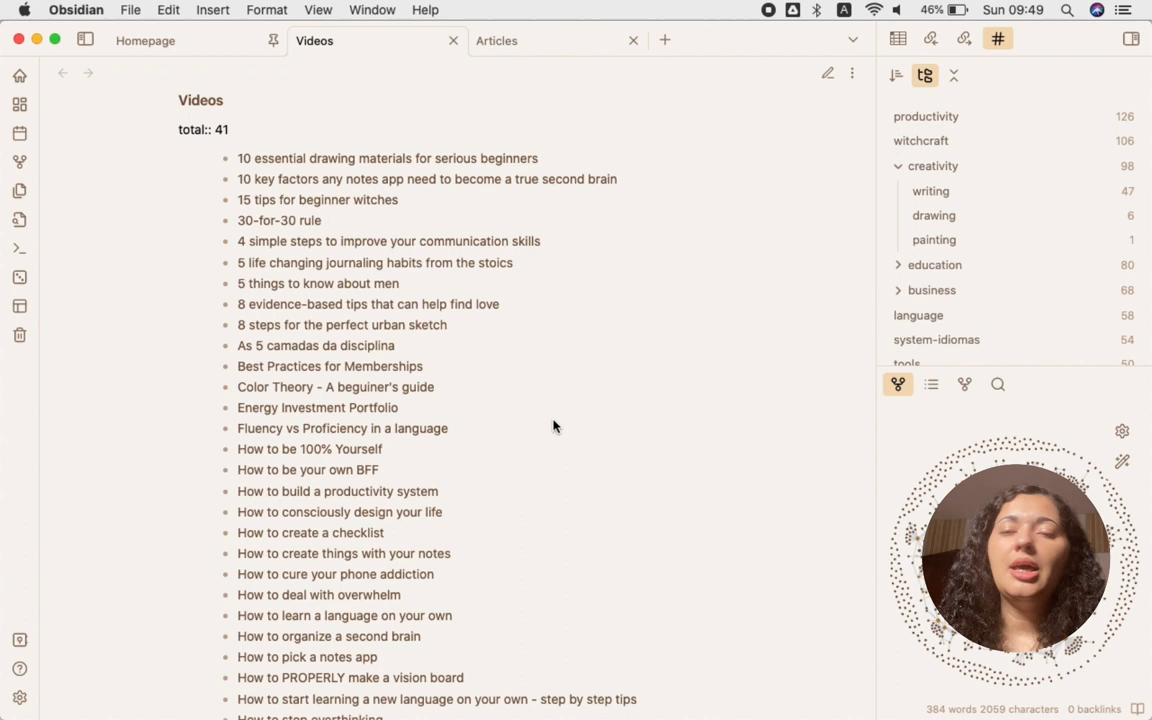 Obsidian File Edit Insert Format View Window Help A 46% Sun 09:49
Homepage Videos Articles
Videos
total:: 41
10 essential drawing materials for serious beginners
10 key factors any notes app need to become a true second brain
15 tips for beginner witches
30-for-30 rule
4 simple steps to improve your communication skills
5 life changing journaling habits from the stoics
5 things to know about men
8 evidence-based tips that can help find love
8 steps for the perfect urban sketch
As 5 camadas da disciplina
Best Practices for Memberships
Color Theory - A beguiner's guide
Energy Investment Portfolio
Fluency vs Proficiency in a language
How to be 100% Yourself
How to be your own BFF
How to build a productivity system
How to consciously design your life
How to create a checklist
How to create things with your notes
How to cure your phone addiction
How to deal with overwhelm
How to learn a language on your own
How to organize a second brain
How to pick a notes app
How to PROPERLY make a vision board
How to start learning a new language on your own - step by step tips
How to stop overthinking
productivity 126
witchcraft 106
creativity 98
writing 47
drawing 6
painting 1
education 80
business 68
language 58
system-idiomas 54
tools 50
384 words 2059 characters 0 backlinks